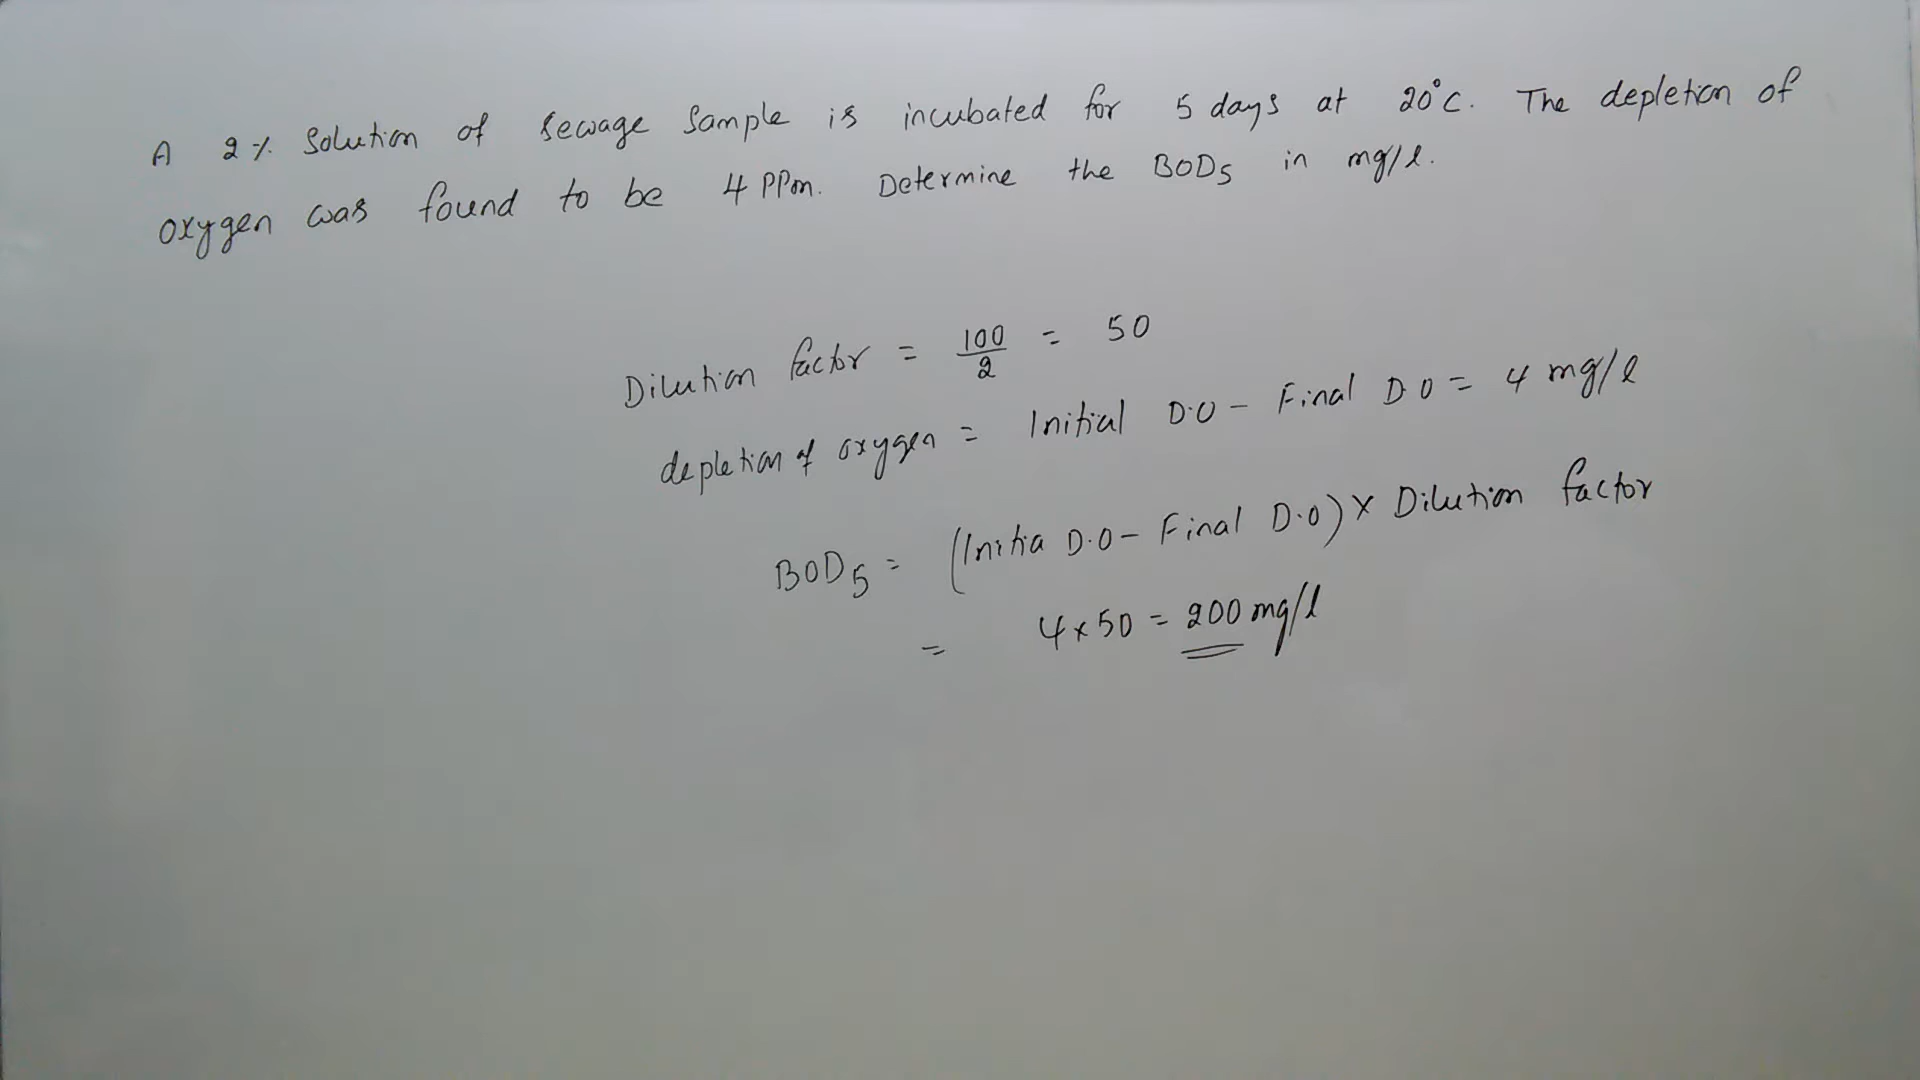 A 2% Solution of Sewage Sample is incubated for 5 days at 20°C. The depletion of
oxygen was found to be 4 PPm. Determine the BOD5 in mg/l.
Dilution factor = 100/2 = 50
depletion of oxygen = Initial D.O - Final D.O = 4 mg/l
BOD5 = (Initia D.O - Final D.O) x Dilution factor
= 4 x 50 = 200 mg/l